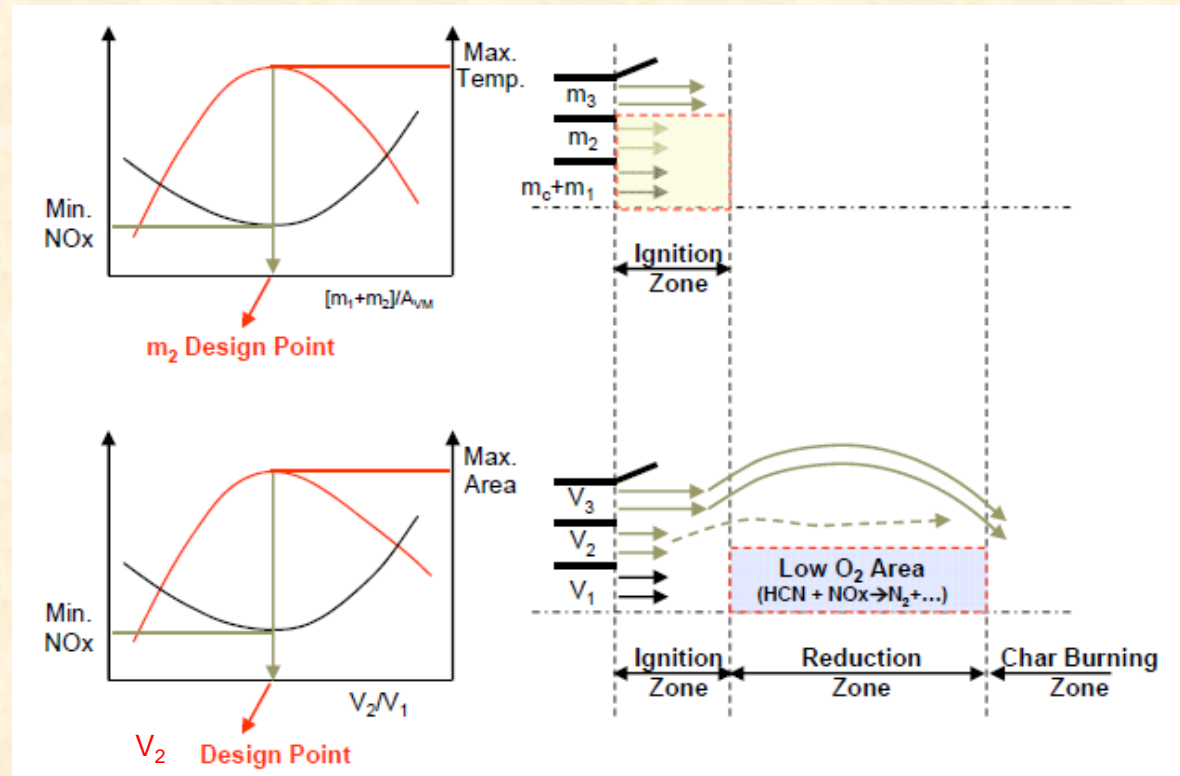 Max.
Temp.
Min.
NOx
[m₁+m₂]/A_VM
m₂ Design Point
m₃
m₂
m_c+m₁
Ignition
Zone
Max.
Area
Min.
NOx
V₂/V₁
V₂ Design Point
V₃
V₂
V₁
Low O₂ Area
(HCN + NOx→N₂+...)
Ignition
Zone
Reduction
Zone
Char Burning
Zone